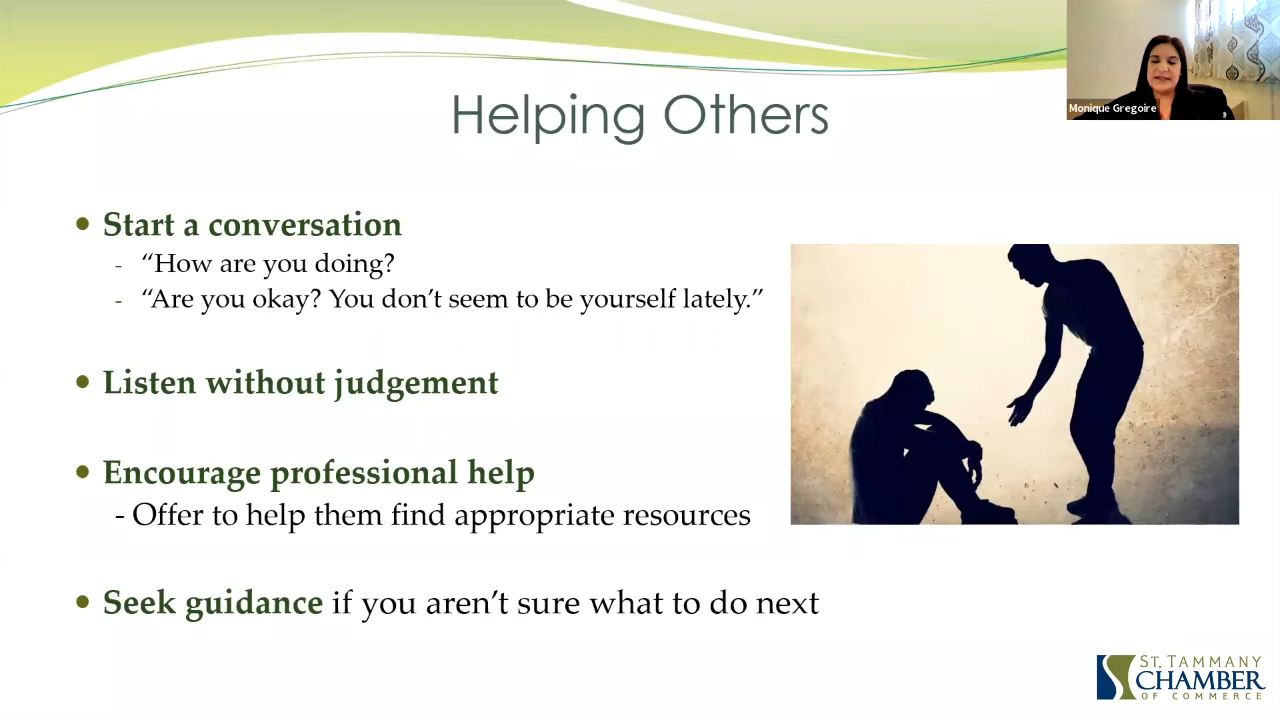 Monique Gregoire
Helping Others
• Start a conversation
- “How are you doing?
- “Are you okay? You don’t seem to be yourself lately.”
• Listen without judgement
• Encourage professional help
- Offer to help them find appropriate resources
• Seek guidance if you aren’t sure what to do next
ST. TAMMANY
CHAMBER
OF COMMERCE